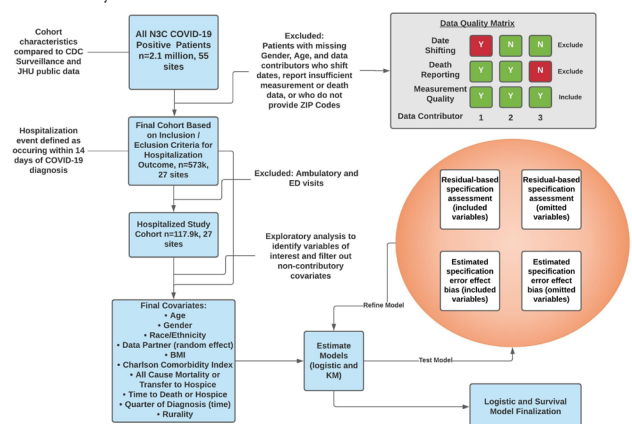 Cohort
characteristics
compared to CDC
Surveillance and
JHU public data
All N3C COVID-19
Positive Patients
n=2.1 million, 55
sites
Excluded:
Patients with missing
Gender, Age, and data
contributors who shift
dates, report insufficient
measurement or death
data, or who do not
provide ZIP Codes
Data Quality Matrix
Date
Shifting
Y
N
N
Exclude
Death
Reporting
Y
Y
N
Exclude
Measurement
Quality
Y
Y
Y
Include
Data Contributor
1
2
3
Hospitalization
event defined as
occuring within 14
days of COVID-19
diagnosis
Final Cohort Based
on Inclusion /
Eclusion Criteria for
Hospitalization
Outcome, n=573k,
27 sites
Excluded: Ambulatory and
ED visits
Hospitalized Study
Cohort n=117.9k, 27
sites
Exploratory analysis to
identify variables of
interest and filter out
non-contributory
covariates
Residual-based
specification
assessment
(included
variables)
Residual-based
specification
assessment
(omitted
variables)
Estimated
specification
error effect
bias (included
variables)
Estimated
specification
error effect
bias (omitted
variables)
Final Covariates:
• Age
• Gender
• Race/Ethnicity
• Data Partner (random effect)
• BMI
• Charlson Comorbidity Index
• All Cause Mortality or
Transfer to Hospice
• Time to Death or Hospice
• Quarter of Diagnosis (time)
• Rurality
Refine Model
Estimate
Models
(logistic and
KM)
Test Model
Logistic and Survival
Model Finalization